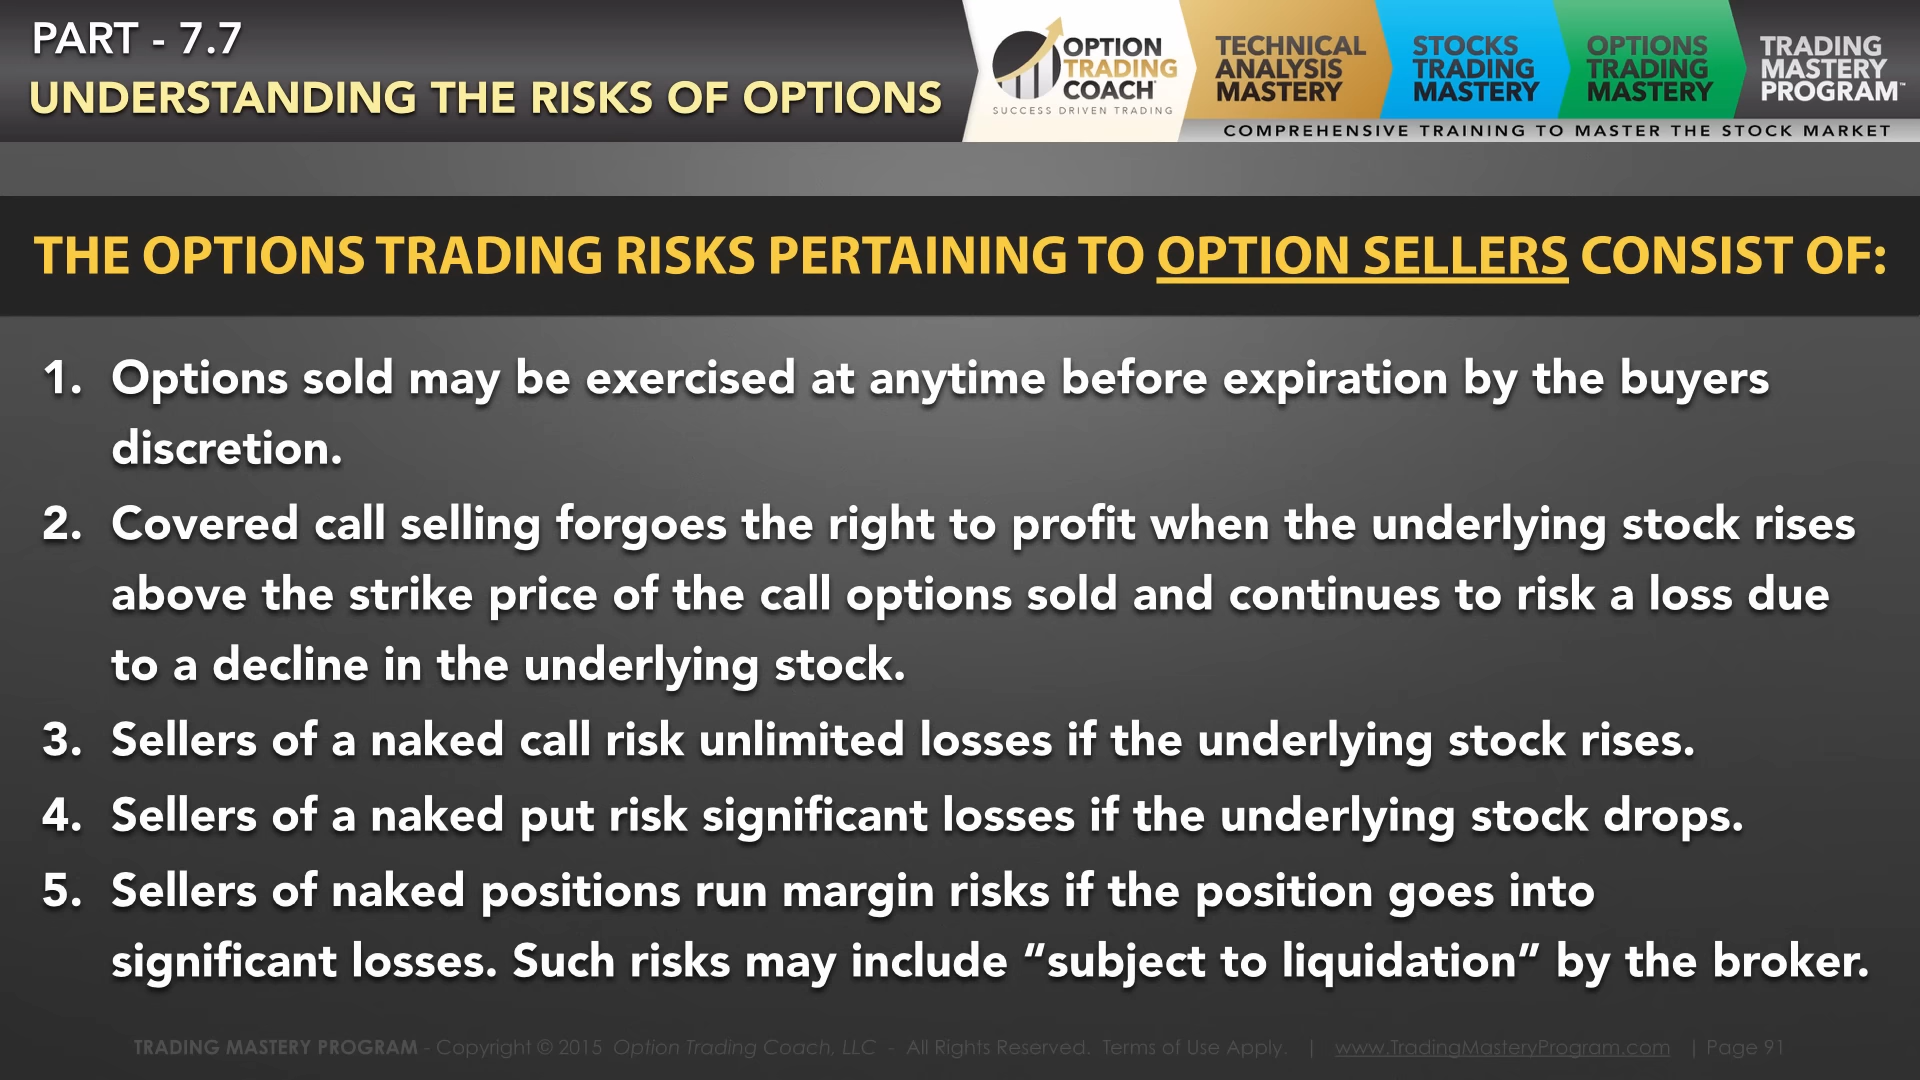 PART - 7.7
UNDERSTANDING THE RISKS OF OPTIONS
OPTION
TRADING
COACH
SUCCESS DRIVEN TRADING
TECHNICAL
ANALYSIS
MASTERY
STOCKS
TRADING
MASTERY
OPTIONS
TRADING
MASTERY
TRADING
MASTERY
PROGRAM™
COMPREHENSIVE TRAINING TO MASTER THE STOCK MARKET
THE OPTIONS TRADING RISKS PERTAINING TO OPTION SELLERS CONSIST OF:
1. Options sold may be exercised at anytime before expiration by the buyers
discretion.
2. Covered call selling forgoes the right to profit when the underlying stock rises
above the strike price of the call options sold and continues to risk a loss due
to a decline in the underlying stock.
3. Sellers of a naked call risk unlimited losses if the underlying stock rises.
4. Sellers of a naked put risk significant losses if the underlying stock drops.
5. Sellers of naked positions run margin risks if the position goes into
significant losses. Such risks may include “subject to liquidation” by the broker.
TRADING MASTERY PROGRAM - Copyright © 2015 Option Trading Coach, LLC - All Rights Reserved. Terms of Use Apply. | www.TradingMasteryProgram.com | Page 91